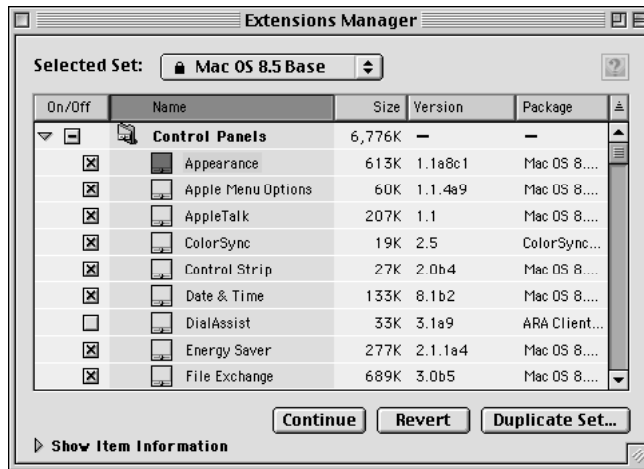 Extensions Manager
Selected Set: Mac OS 8.5 Base
?
On/Off Name Size Version Package
Control Panels 6,776K – –
Appearance 613K 1.1a8c1 Mac OS 8....
Apple Menu Options 60K 1.1.4a9 Mac OS 8....
AppleTalk 207K 1.1 Mac OS 8....
ColorSync 19K 2.5 ColorSync...
Control Strip 27K 2.0b4 Mac OS 8....
Date & Time 133K 8.1b2 Mac OS 8....
DialAssist 33K 3.1a9 ARA Client...
Energy Saver 277K 2.1.1a4 Mac OS 8....
File Exchange 689K 3.0b5 Mac OS 8....
Continue Revert Duplicate Set...
Show Item Information